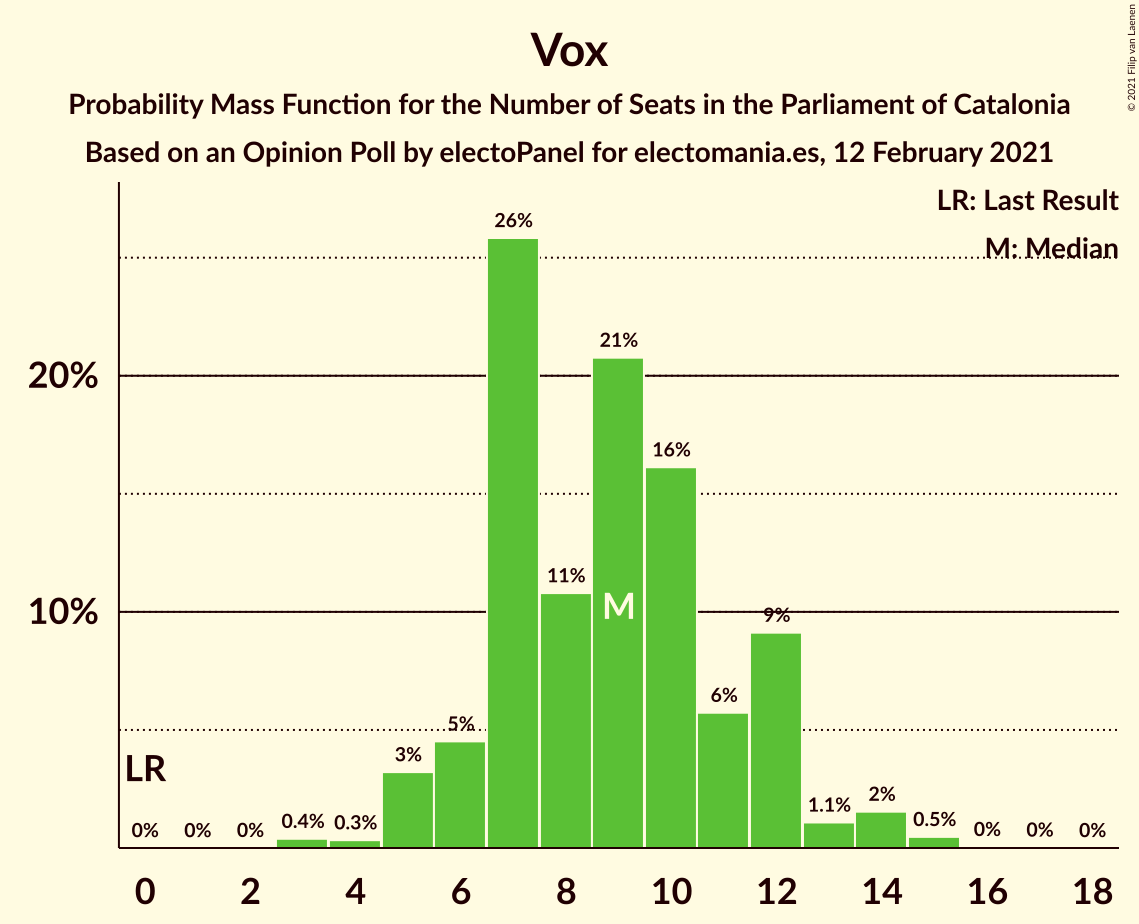 Vox
Probability Mass Function for the Number of Seats in the Parliament of Catalonia
Based on an Opinion Poll by electoPanel for electomania.es, 12 February 2021
© 2021 Filip van Laenen
LR: Last Result
M: Median
26%
21%
20%
16%
11%
10%
M
9%
6%
5%
3%
LR
2%
1.1%
0% 0% 0% 0.4% 0.3% 0.5% 0% 0% 0%
0 2 4 6 8 10 12 14 16 18